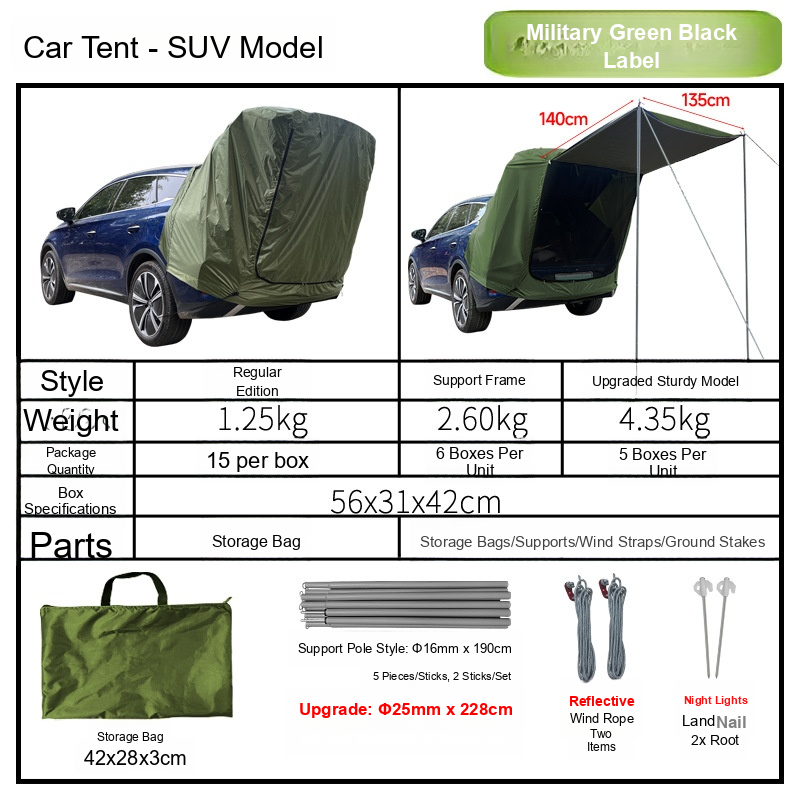 Car Tent - SUV Model
Military Green Black
Label
140cm
135cm
Style
Regular
Edition
Support Frame
Upgraded Sturdy Model
Weight
1.25kg
2.60kg
4.35kg
Package
Quantity
15 per box
6 Boxes Per
Unit
5 Boxes Per
Unit
Box
Specifications
56x31x42cm
Parts
Storage Bag
Storage Bags/Supports/Wind Straps/Ground Stakes
Support Pole Style: Φ16mm x 190cm
5 Pieces/Sticks, 2 Sticks/Set
Upgrade: Φ25mm x 228cm
Storage Bag
42x28x3cm
Reflective
Wind Rope
Two
Items
Night Lights
LandNail
2x Root